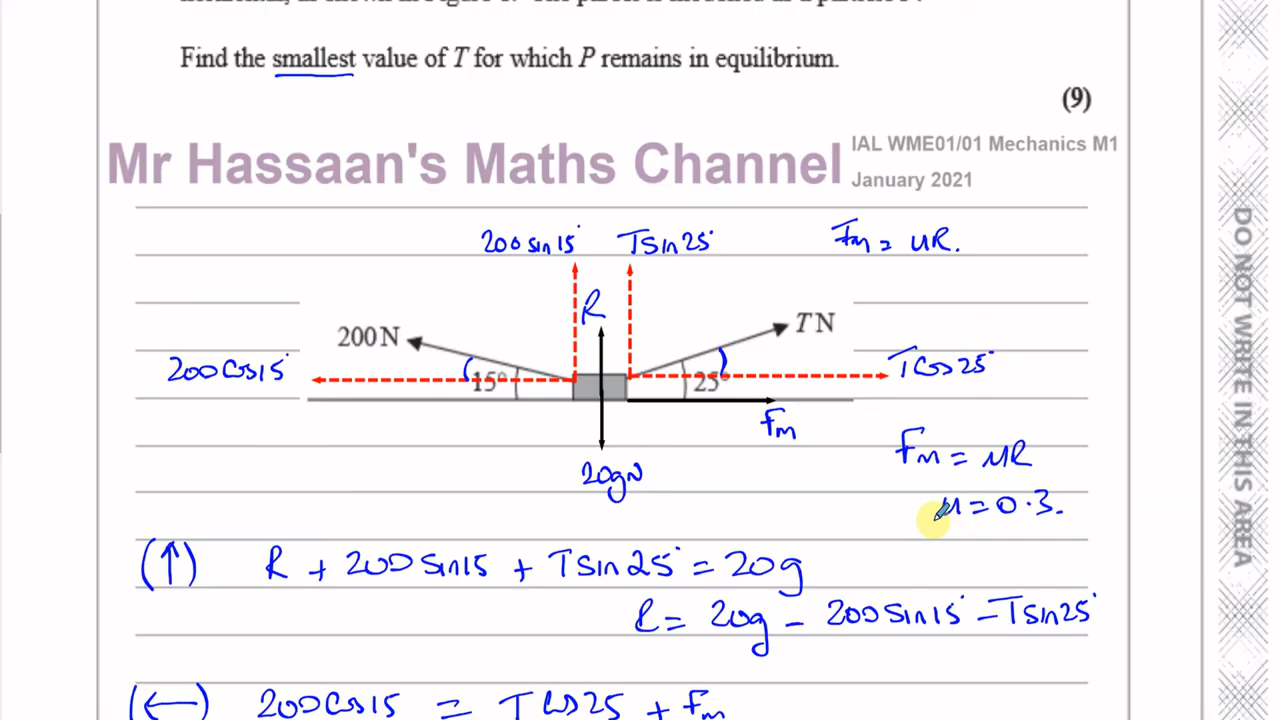 Find the smallest value of T for which P remains in equilibrium.
(9)
Mr Hassaan's Maths Channel
IAL WME01/01 Mechanics M1
January 2021
200 sin 15° T sin 25° Fm = μR.
R
200 N T N
200 cos 15° 15° 25° T cos 25°
Fm
Fm = μR
20g N
μ = 0.3.
(↑) R + 200 sin 15 + T sin 25° = 20g
R = 20g - 200 sin 15° - T sin 25°
(←) 200 cos 15 = T cos 25 + Fm
DO NOT WRITE IN THIS AREA